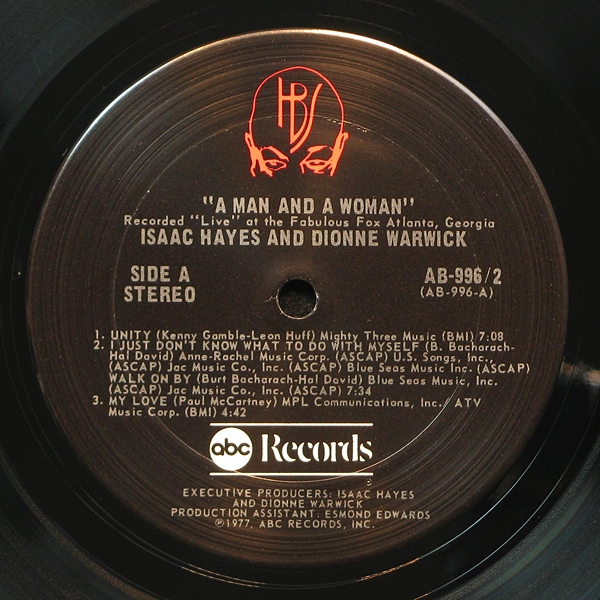 HBS
"A MAN AND A WOMAN"
Recorded "Live" at the Fabulous Fox Atlanta, Georgia
ISAAC HAYES AND DIONNE WARWICK
SIDE A
STEREO
AB-996/2
(AB-996-A)
1. UNITY (Kenny Gamble-Leon Huff) Mighty Three Music (BMI) 7:08
2. I JUST DON'T KNOW WHAT TO DO WITH MYSELF (B. Bacharach-
Hal David) Anne-Rachel Music Corp. (ASCAP) U.S. Songs, Inc.,
(ASCAP) Jac Music Co., Inc. (ASCAP) Blue Seas Music Inc. (ASCAP)
WALK ON BY (Burt Bacharach-Hal David) Blue Seas Music, Inc.
(ASCAP) Jac Music Co., Inc. (ASCAP) 7:34
3. MY LOVE (Paul McCartney) MPL Communications, Inc./ ATV
Music Corp. (BMI) 4:42
abc Records
EXECUTIVE PRODUCERS: ISAAC HAYES
AND DIONNE WARWICK
PRODUCTION ASSISTANT: ESMOND EDWARDS
℗1977, ABC RECORDS, INC.